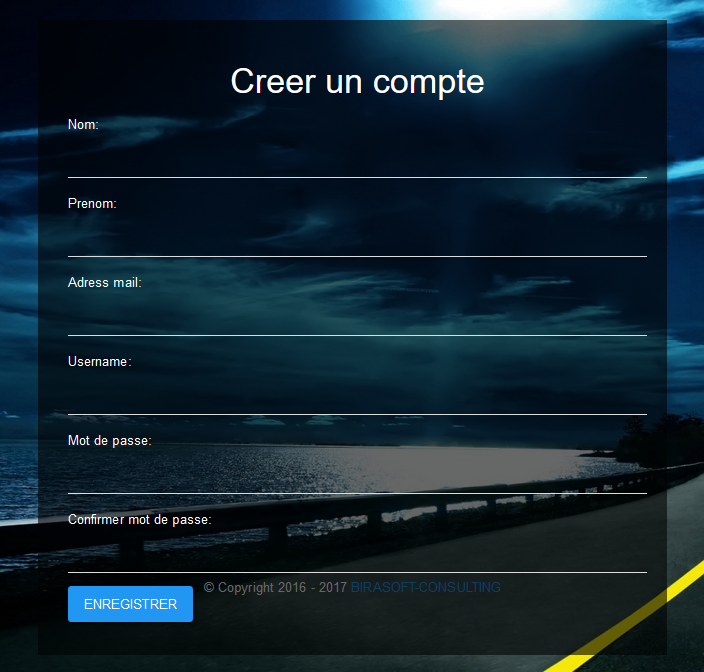 Creer un compte
Nom:
Prenom:
Adress mail:
Username:
Mot de passe:
Confirmer mot de passe:
© Copyright 2016 - 2017 BIRASOFT-CONSULTING
ENREGISTRER